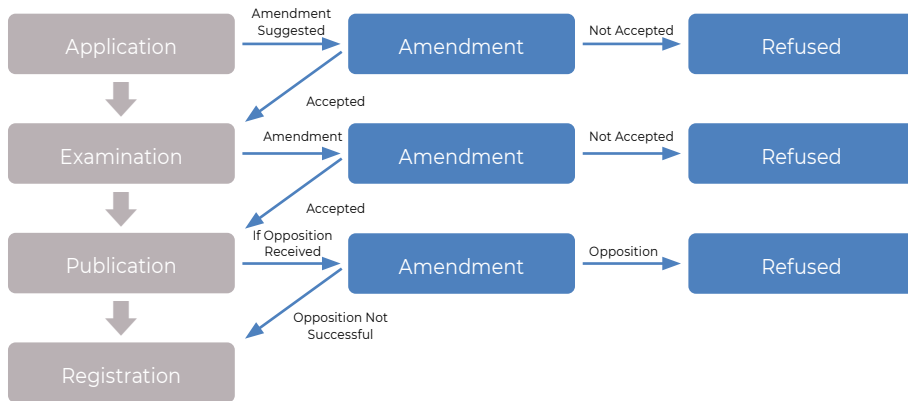 Application
Amendment
Suggested
Amendment
Not Accepted
Refused
Accepted
Examination
Amendment
Amendment
Not Accepted
Refused
Accepted
Publication
If Opposition
Received
Amendment
Opposition
Refused
Opposition Not
Successful
Registration